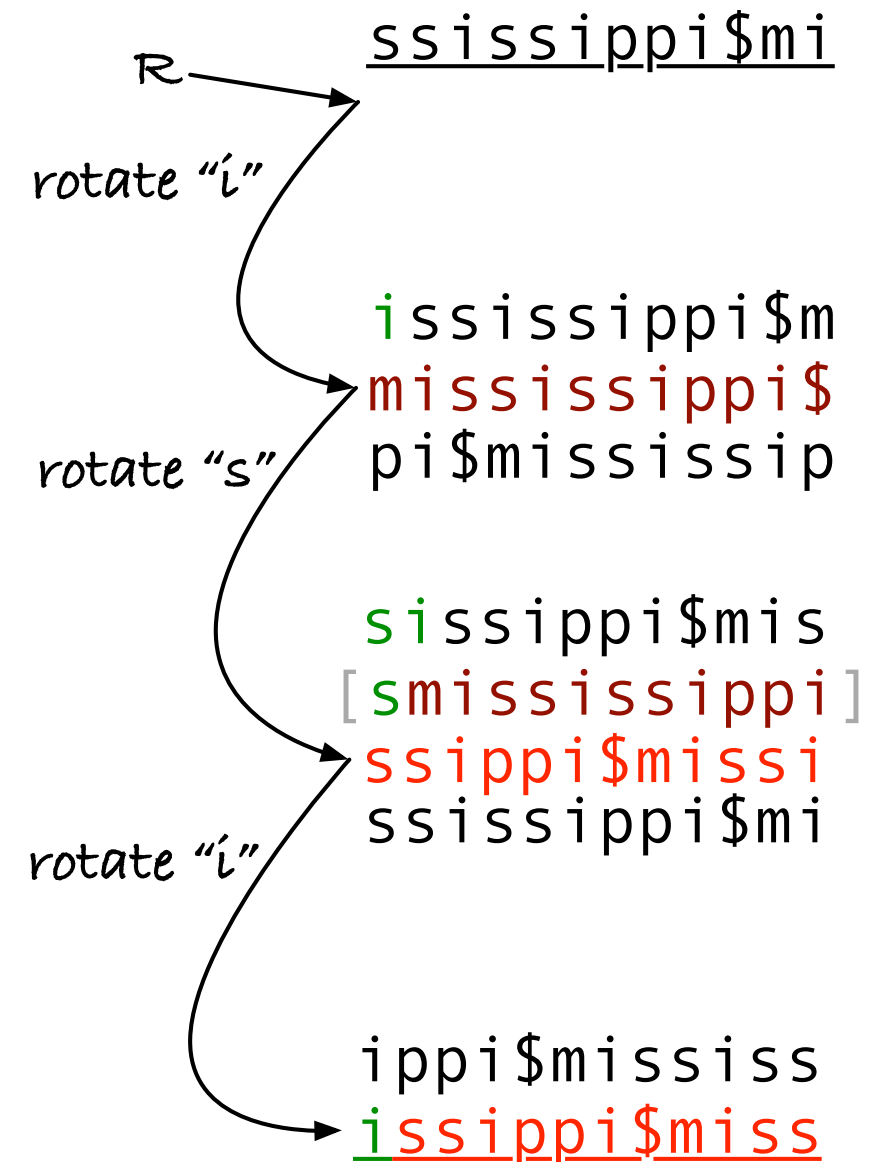 ssissippi$mi
R
rotate “i”
ississippi$m
mississippi$
pi$mississip
rotate “s”
sissippi$mis
[smississippi]
ssippi$missi
ssissippi$mi
rotate “i”
ippi$mississ
issippi$miss